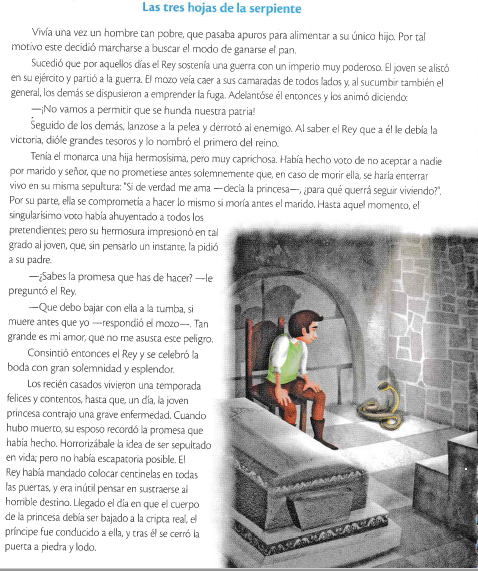 Las tres hojas de la serpiente
Vivía una vez un hombre tan pobre, que pasaba apuros para alimentar a su único hijo. Por tal
motivo este decidió marcharse a buscar el modo de ganarse el pan.
Sucedió que por aquellos días el Rey sostenía una guerra con un imperio muy poderoso. El joven se alistó
en su ejército y partió a la guerra. El mozo veía caer a sus camaradas de todos lados y, al sucumbir también el
general, los demás se dispusieron a emprender la fuga. Adelantóse él entonces y los animó diciendo:
—¡No vamos a permitir que se hunda nuestra patria!
Seguido de los demás, lanzose a la pelea y derrotó al enemigo. Al saber el Rey que a él le debía la
victoria, dióle grandes tesoros y lo nombró el primero del reino.
Tenía el monarca una hija hermosísima, pero muy caprichosa. Había hecho voto de no aceptar a nadie
por marido y señor, que no prometiese antes solemnemente que, en caso de morir ella, se haría enterrar
vivo en su misma sepultura: "Si de verdad me ama —decía la princesa—, ¿para qué querrá seguir viviendo?".
Por su parte, ella se comprometía a hacer lo mismo si moría antes el marido. Hasta aquel momento, el
singularísimo voto había ahuyentado a todos los
pretendientes; pero su hermosura impresionó en tal
grado al joven, que, sin pensarlo un instante, la pidió
a su padre.
—¿Sabes la promesa que has de hacer? —le
preguntó el Rey.
—Que debo bajar con ella a la tumba, si
muere antes que yo —respondió el mozo—. Tan
grande es mi amor, que no me asusta este peligro.
Consintió entonces el Rey y se celebró la
boda con gran solemnidad y esplendor.
Los recién casados vivieron una temporada
felices y contentos, hasta que, un día, la joven
princesa contrajo una grave enfermedad. Cuando
hubo muerto, su esposo recordó la promesa que
había hecho. Horrorizábale la idea de ser sepultado
en vida; pero no había escapatoria posible. El
Rey había mandado colocar centinelas en todas
las puertas, y era inútil pensar en sustraerse al
horrible destino. Llegado el día en que el cuerpo
de la princesa debía ser bajado a la cripta real, el
príncipe fue conducido a ella, y tras él se cerró la
puerta a piedra y lodo.